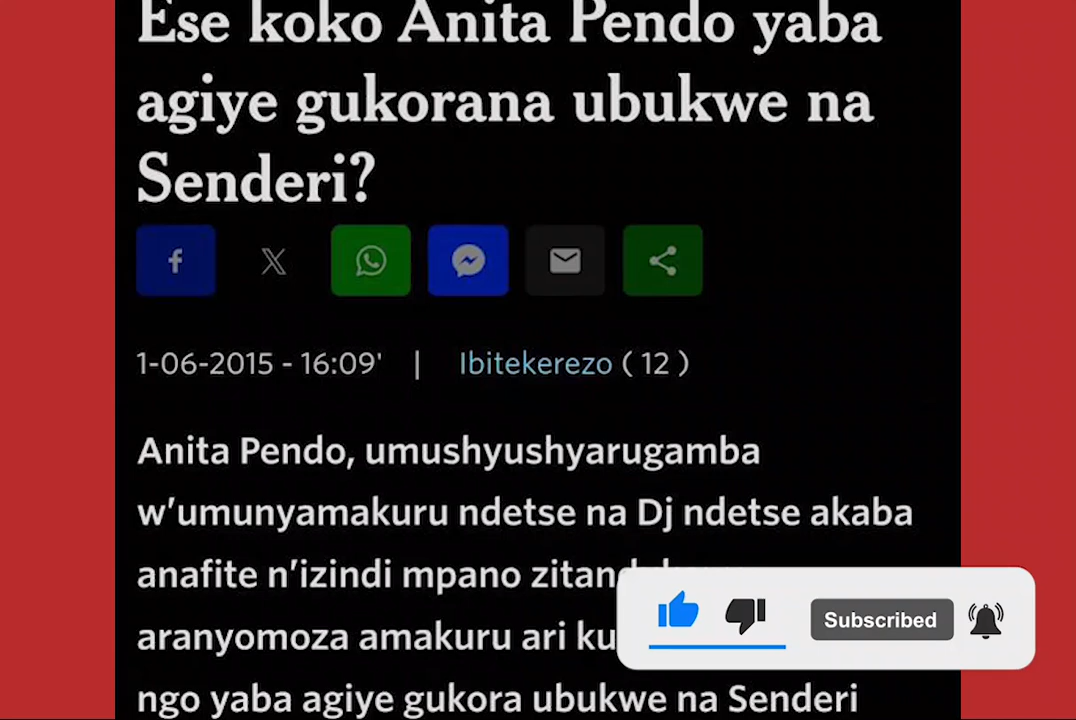 Ese koko Anita Pendo yaba
agiye gukorana ubukwe na
Senderi?
1-06-2015 - 16:09' | Ibitekerezo ( 12 )
Anita Pendo, umushyushyarugamba
w'umunyamakuru ndetse na Dj ndetse akaba
anafite n'izindi mpano
aranyomoza amakuru ari
ngo yaba agiye gukora ubukwe na Senderi
Subscribed